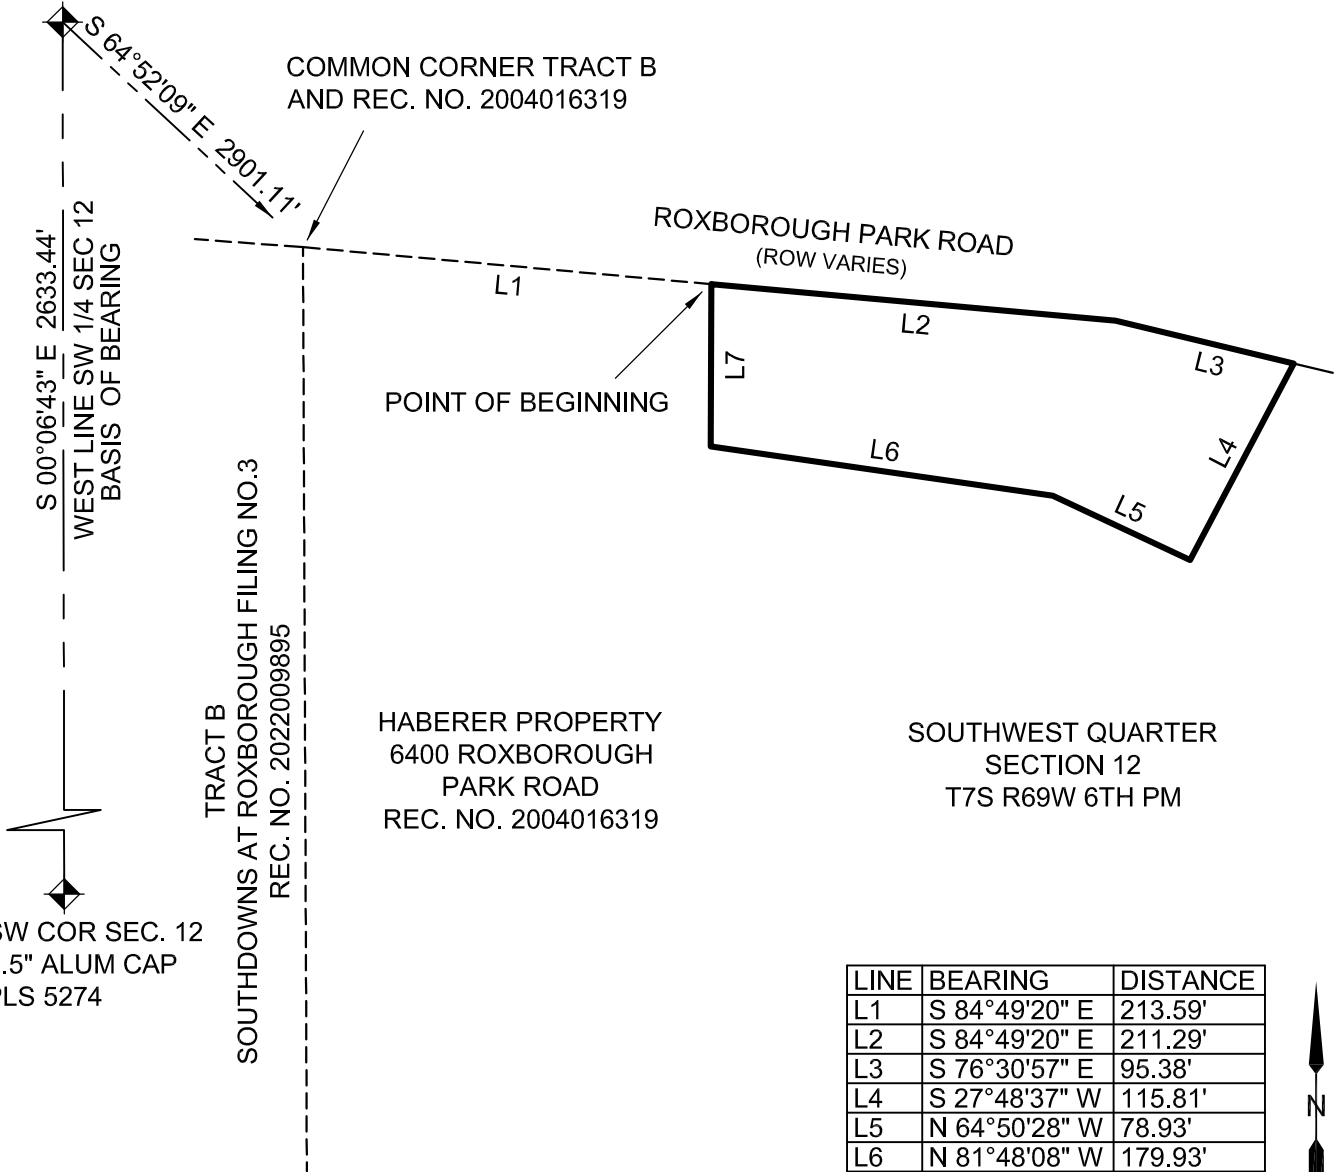 S 64°52'09" E 2901.11'
COMMON CORNER TRACT B
AND REC. NO. 2004016319
ROXBOROUGH PARK ROAD
(ROW VARIES)
L1
L2
L3
L7
L4
L6
L5
POINT OF BEGINNING
S 00°06'43" E 2633.44'
WEST LINE SW 1/4 SEC 12
BASIS OF BEARING
TRACT B
SOUTHDOWNS AT ROXBOROUGH FILING NO.3
REC. NO. 2022009895
HABERER PROPERTY
6400 ROXBOROUGH
PARK ROAD
REC. NO. 2004016319
SOUTHWEST QUARTER
SECTION 12
T7S R69W 6TH PM
SW COR SEC. 12
.5" ALUM CAP
PLS 5274
LINE BEARING DISTANCE
L1 S 84°49'20" E 213.59'
L2 S 84°49'20" E 211.29'
L3 S 76°30'57" E 95.38'
L4 S 27°48'37" W 115.81'
L5 N 64°50'28" W 78.93'
L6 N 81°48'08" W 179.93'
N